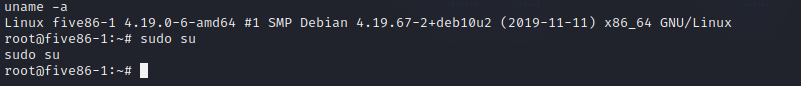 uname -a
Linux five86-1 4.19.0-6-amd64 #1 SMP Debian 4.19.67-2+deb10u2 (2019-11-11) x86_64 GNU/Linux
root@five86-1:~# sudo su
sudo su
root@five86-1:~#